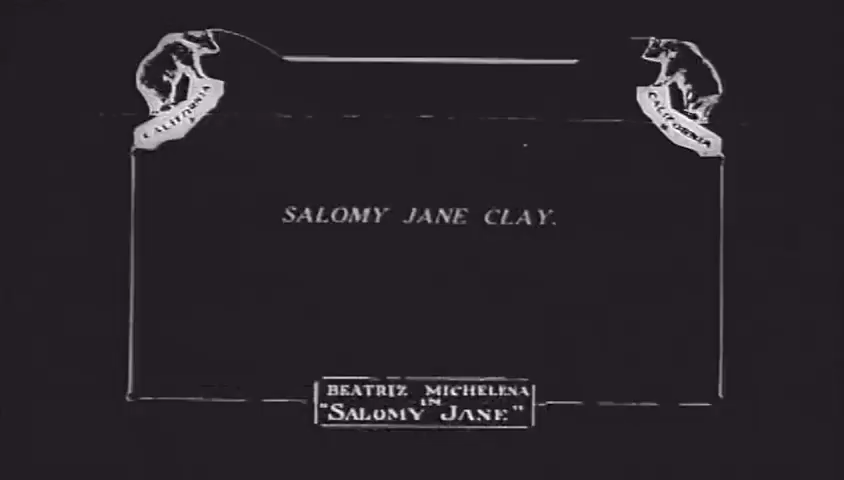 CALIFORNIA
CALIFORNIA
SALOMY JANE CLAY.
BEATRIZ MICHELENA
IN
"SALOMY JANE"